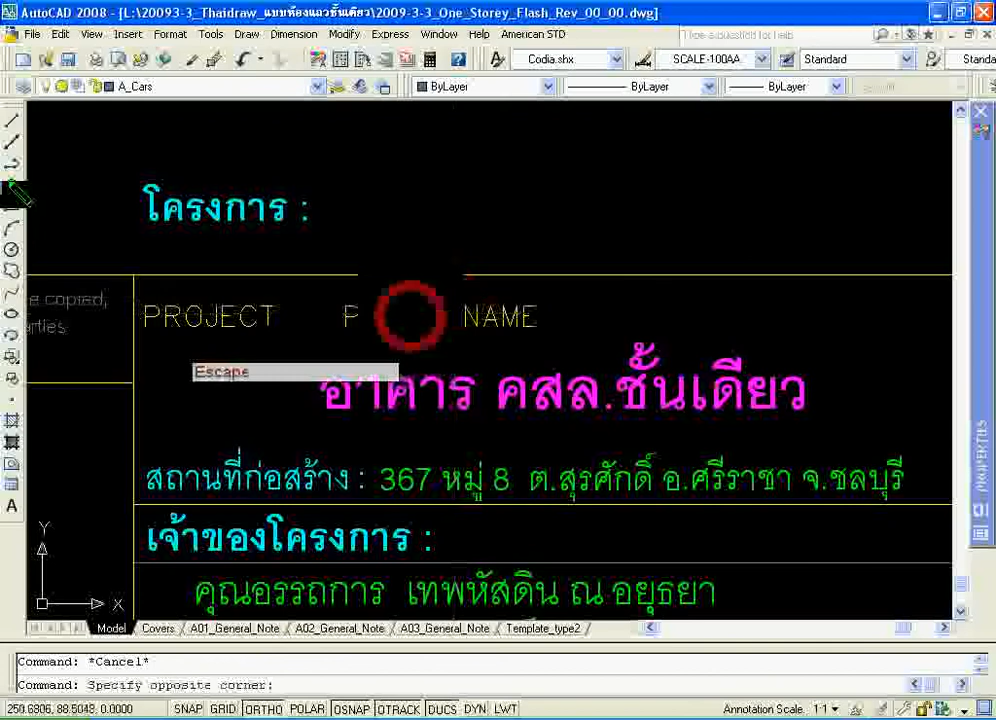 AutoCAD 2008 - [L:\20093-3_Thaidraw_แบบห้องแถวชั้นเดียว\2009-3-3_One_Storey_Flash_Rev_00_00.dwg]
File Edit View Insert Format Tools Draw Dimension Modify Express Window Help American STD Type a question for help
Codia.shx SCALE-100AA Standard Standa
A_Cars ByLayer ByLayer ByLayer
โครงการ :
e copied,
PROJECT P NAME
rties
Escape
อาคาร คสล.ชั้นเดียว
สถานที่ก่อสร้าง : 367 หมู่ 8 ต.สุรศักดิ์ อ.ศรีราชา จ.ชลบุรี
เจ้าของโครงการ :
คุณอรรถการ เทพหัสดิน ณ อยุธยา
PROPERTIES
A
Y
X
Model Covers A01_General_Note A02_General_Note A03_General_Note Template_type2
Command: *Cancel*
Command: Specify opposite corner:
250.6806, 88.5048, 0.0000 SNAP GRID ORTHO POLAR OSNAP OTRACK DUCS DYN LWT Annotation Scale: 1:1